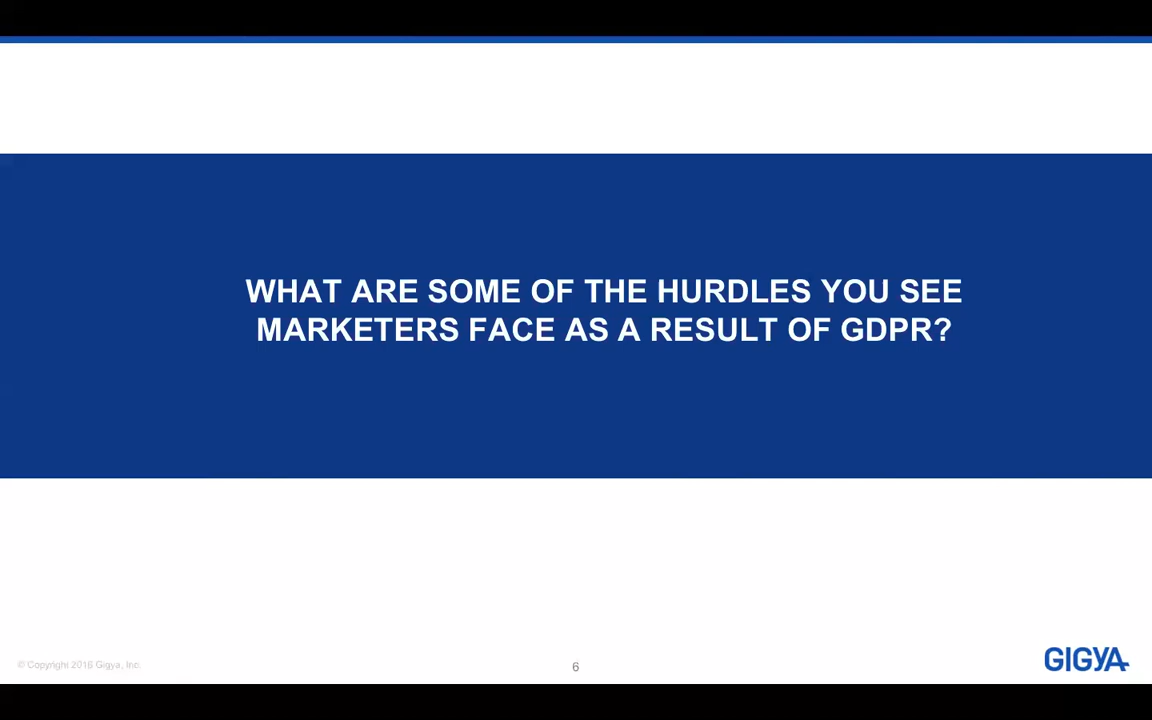 WHAT ARE SOME OF THE HURDLES YOU SEE
MARKETERS FACE AS A RESULT OF GDPR?
© Copyright 2016 Gigya, Inc.
6
GIGYA